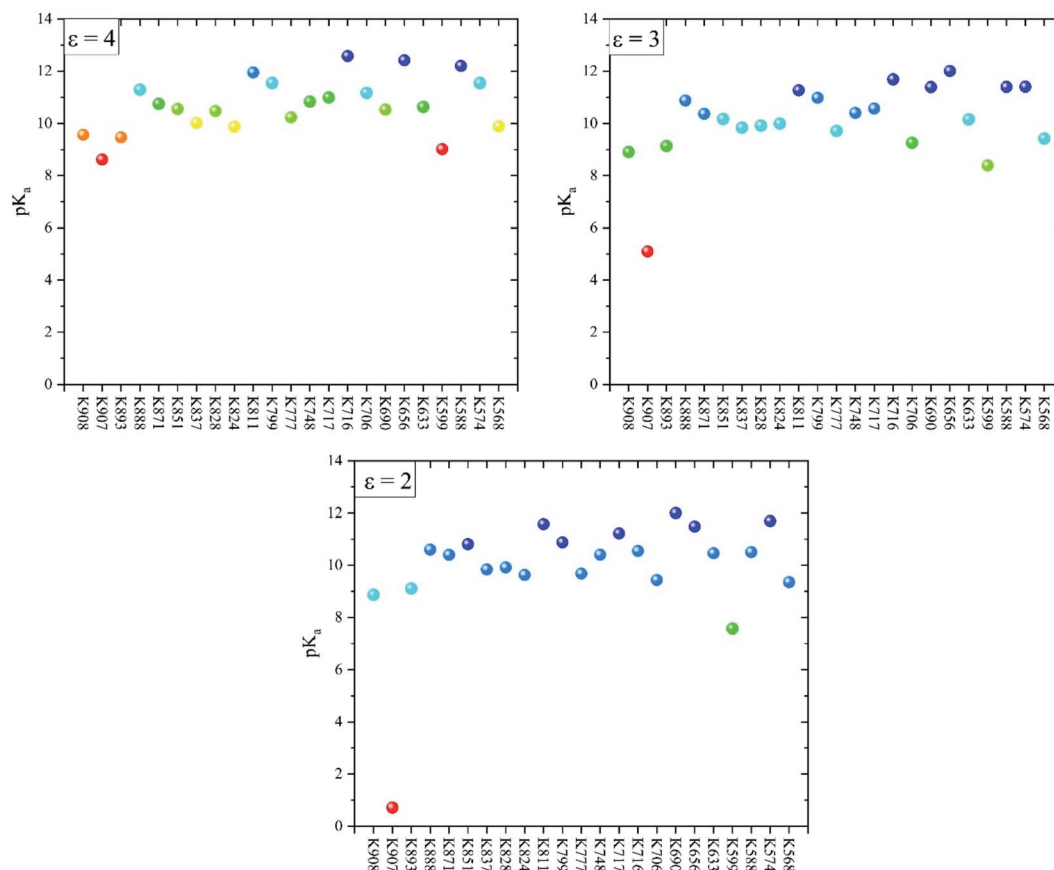 ε = 4
pKa
14
12
10
8
6
4
2
0
K908
K907
K893
K888
K871
K851
K837
K828
K824
K811
K799
K777
K748
K717
K716
K706
K690
K656
K633
K599
K588
K574
K568
ε = 3
pKa
14
12
10
8
6
4
2
0
K908
K907
K893
K888
K871
K851
K837
K828
K824
K811
K799
K777
K748
K717
K716
K706
K690
K656
K633
K599
K588
K574
K568
ε = 2
pKa
14
12
10
8
6
4
2
0
K908
K907
K893
K888
K871
K851
K837
K828
K824
K811
K799
K777
K748
K717
K716
K706
K690
K656
K633
K599
K588
K574
K568